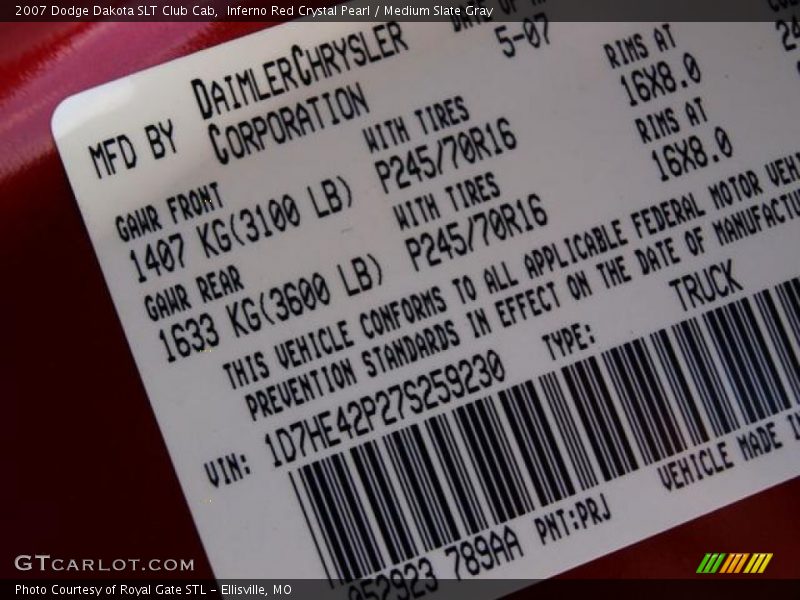 2007 Dodge Dakota SLT Club Cab,  Inferno Red Crystal Pearl / Medium Slate Gray
DATE OF
5-07
MFD BY DAIMLERCHRYSLER
CORPORATION
GAWR FRONT WITH TIRES RIMS AT
1407 KG(3100 LB) P245/70R16 16X8.0
GAWR REAR WITH TIRES RIMS AT
1633 KG(3600 LB) P245/70R16 16X8.0
THIS VEHICLE CONFORMS TO ALL APPLICABLE FEDERAL MOTOR
PREVENTION STANDARDS IN EFFECT ON THE DATE OF
VIN: 1D7HE42P27S259230 TYPE: TRUCK
052923 789AA PNT:PRJ VEHICLE MADE
GTCARLOT.COM
Photo Courtesy of Royal Gate STL – Ellisville, MO